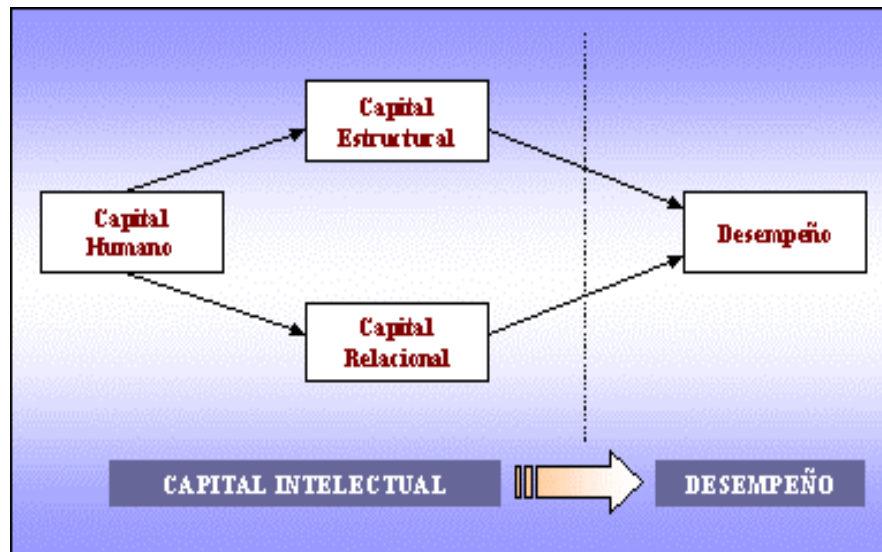 Capital
Estructural
Capital
Humano
Desempeño
Capital
Relacional
CAPITAL INTELECTUAL
DESEMPEÑO